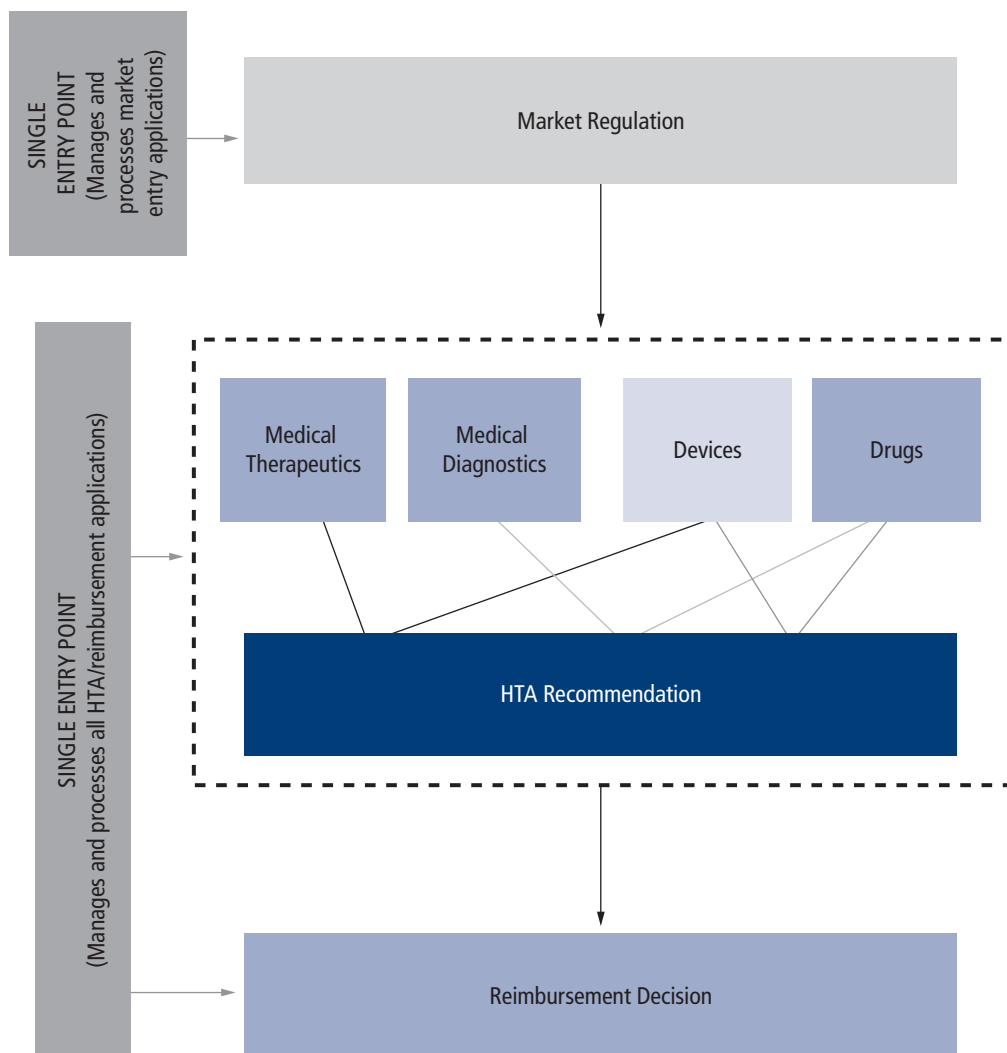 SINGLE
ENTRY POINT
(Manages and
processes market
entry applications)
Market Regulation
SINGLE ENTRY POINT
(Manages and processes all HTA/reimbursement applications)
Medical
Therapeutics
Medical
Diagnostics
Devices
Drugs
HTA Recommendation
Reimbursement Decision